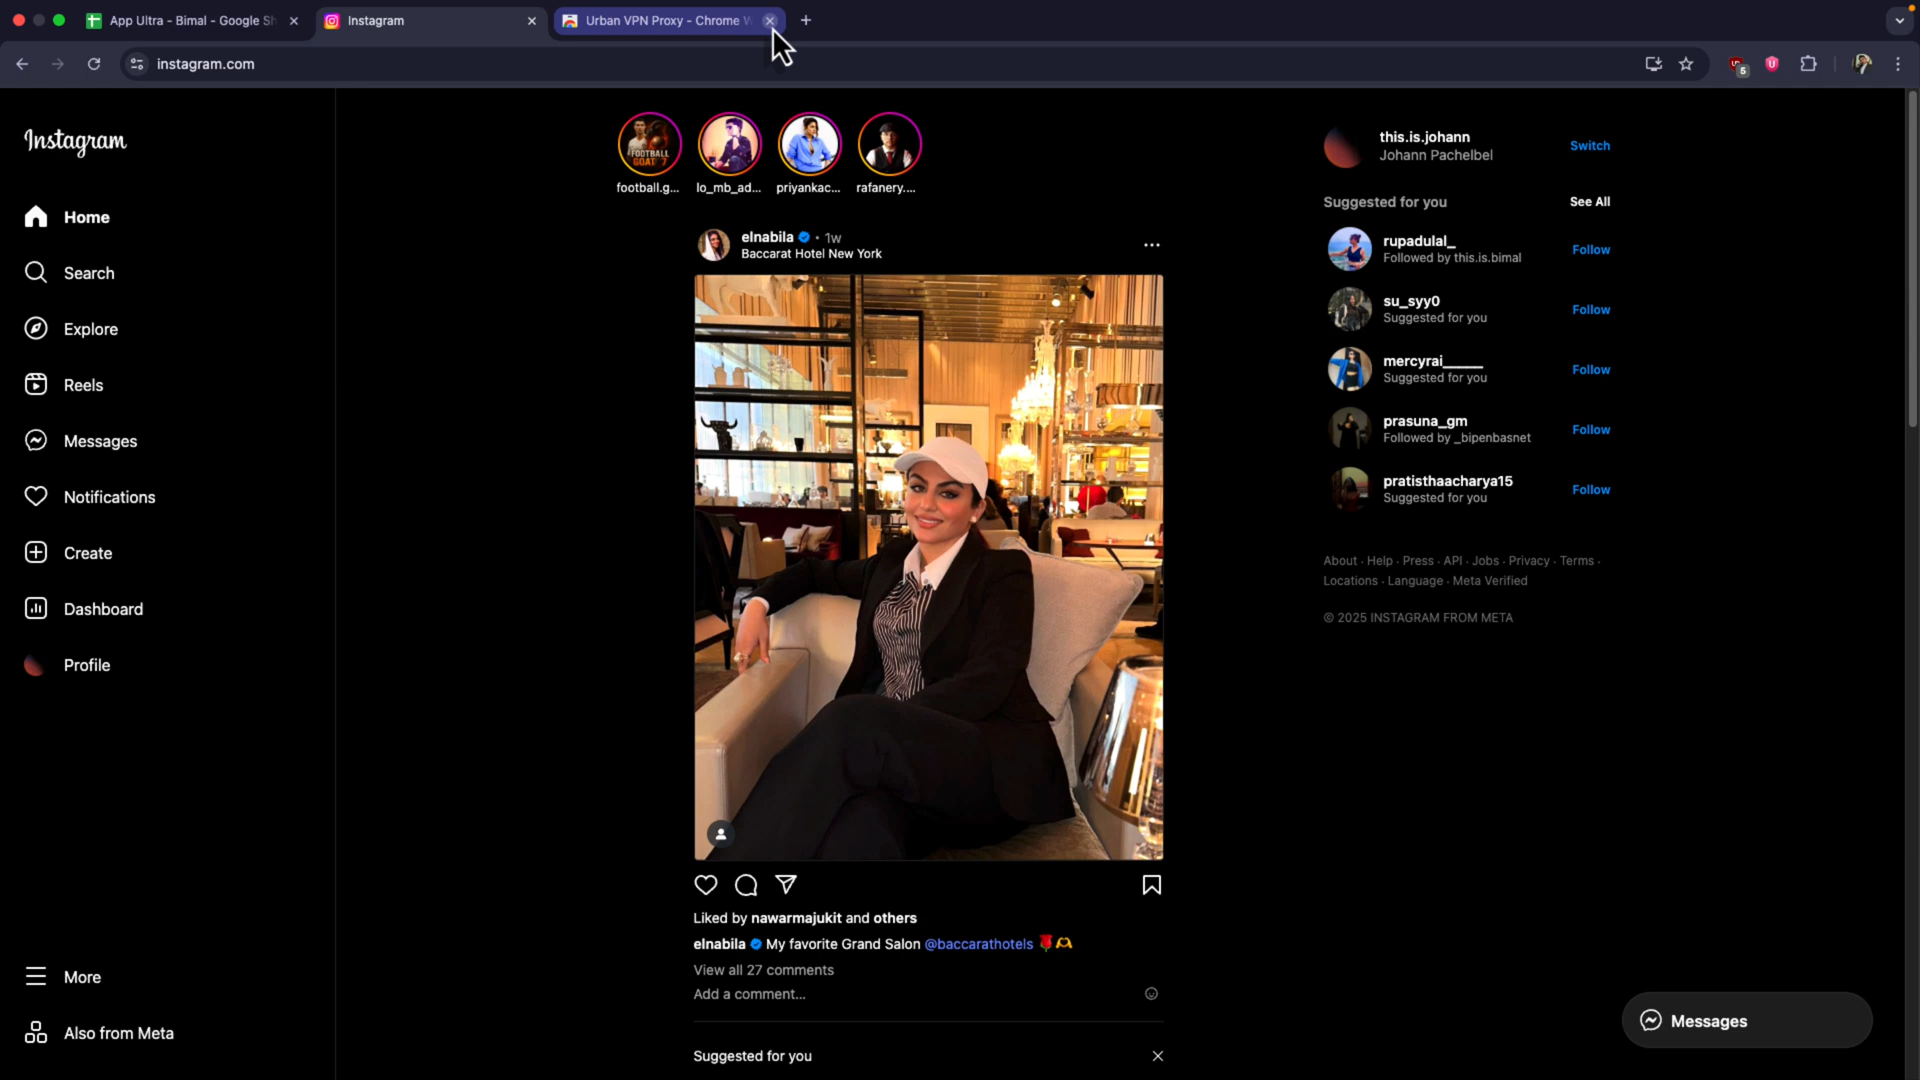 App Ultra - Bimal - Google Sh
Instagram
Urban VPN Proxy - Chrome W
instagram.com
5
Instagram
Home
Search
Explore
Reels
Messages
Notifications
Create
Dashboard
Profile
More
Also from Meta
FOOTBALL
GOAT 7
football.g...
lo_mb_ad...
priyankac...
rafanery....
elnabila • 1w
Baccarat Hotel New York
Liked by nawarmajukit and others
elnabila My favorite Grand Salon @baccarathotels 🌹🫶
View all 27 comments
Add a comment...
Suggested for you
this.is.johann
Johann Pachelbel
Switch
Suggested for you
See All
rupadulal_
Followed by this.is.bimal
Follow
su_syy0
Suggested for you
Follow
mercyrai_____
Suggested for you
Follow
prasuna_gm
Followed by _bipenbasnet
Follow
pratisthaacharya15
Suggested for you
Follow
About · Help · Press · API · Jobs · Privacy · Terms ·
Locations · Language · Meta Verified
© 2025 INSTAGRAM FROM META
Messages